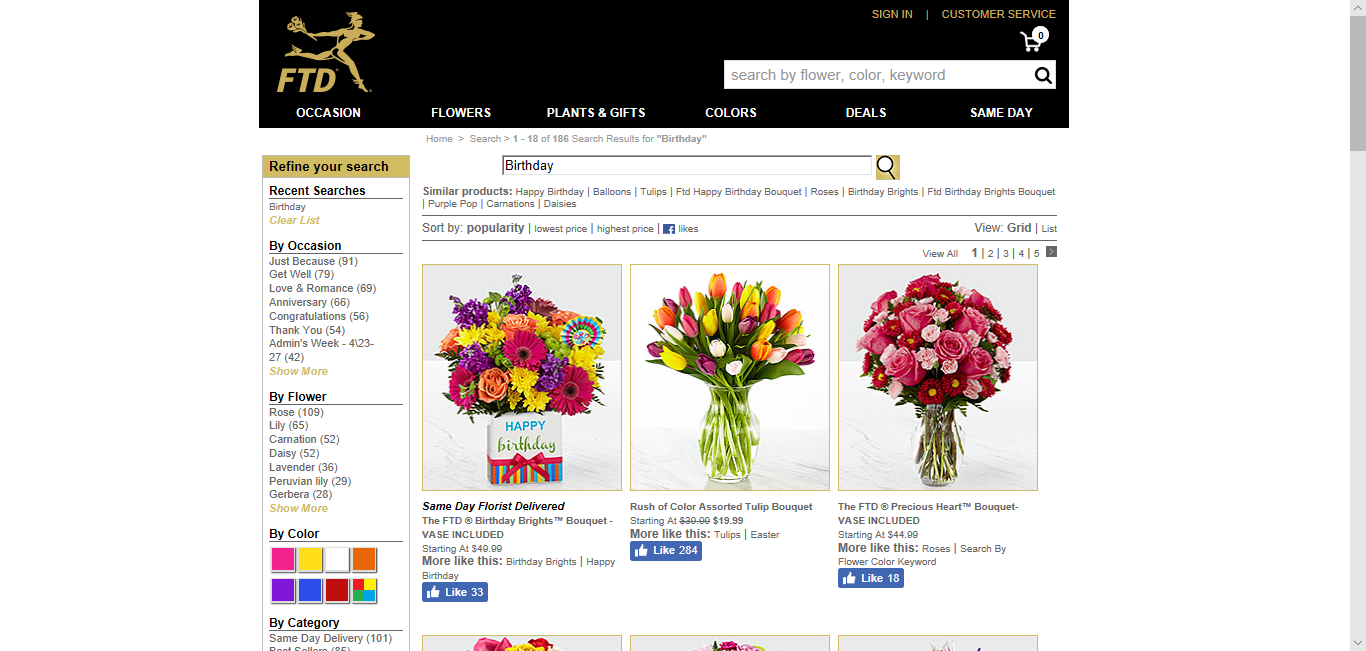 SIGN IN | CUSTOMER SERVICE
0
FTD
search by flower, color, keyword
OCCASION FLOWERS PLANTS & GIFTS COLORS DEALS SAME DAY
Home > Search > 1 - 18 of 186 Search Results for "Birthday"
Refine your search
Recent Searches
Birthday
Clear List
By Occasion
Just Because (91)
Get Well (79)
Love & Romance (69)
Anniversary (66)
Congratulations (56)
Thank You (54)
Admin's Week - 4\23-
27 (42)
Show More
By Flower
Rose (109)
Lily (65)
Carnation (52)
Daisy (52)
Lavender (36)
Peruvian lily (29)
Gerbera (28)
Show More
By Color
By Category
Same Day Delivery (101)
Best Sellers (85)
Birthday
Similar products: Happy Birthday | Balloons | Tulips | Ftd Happy Birthday Bouquet | Roses | Birthday Brights | Ftd Birthday Brights Bouquet
| Purple Pop | Carnations | Daisies
Sort by: popularity | lowest price | highest price | f likes
View: Grid | List
View All 1 | 2 | 3 | 4 | 5 >
HAPPY
birthday
Same Day Florist Delivered
The FTD ® Birthday Brights™ Bouquet -
VASE INCLUDED
Starting At $49.99
More like this: Birthday Brights | Happy
Birthday
Like 33
Rush of Color Assorted Tulip Bouquet
Starting At $39.99 $19.99
More like this: Tulips | Easter
Like 284
The FTD ® Precious Heart™ Bouquet-
VASE INCLUDED
Starting At $44.99
More like this: Roses | Search By
Flower Color Keyword
Like 18